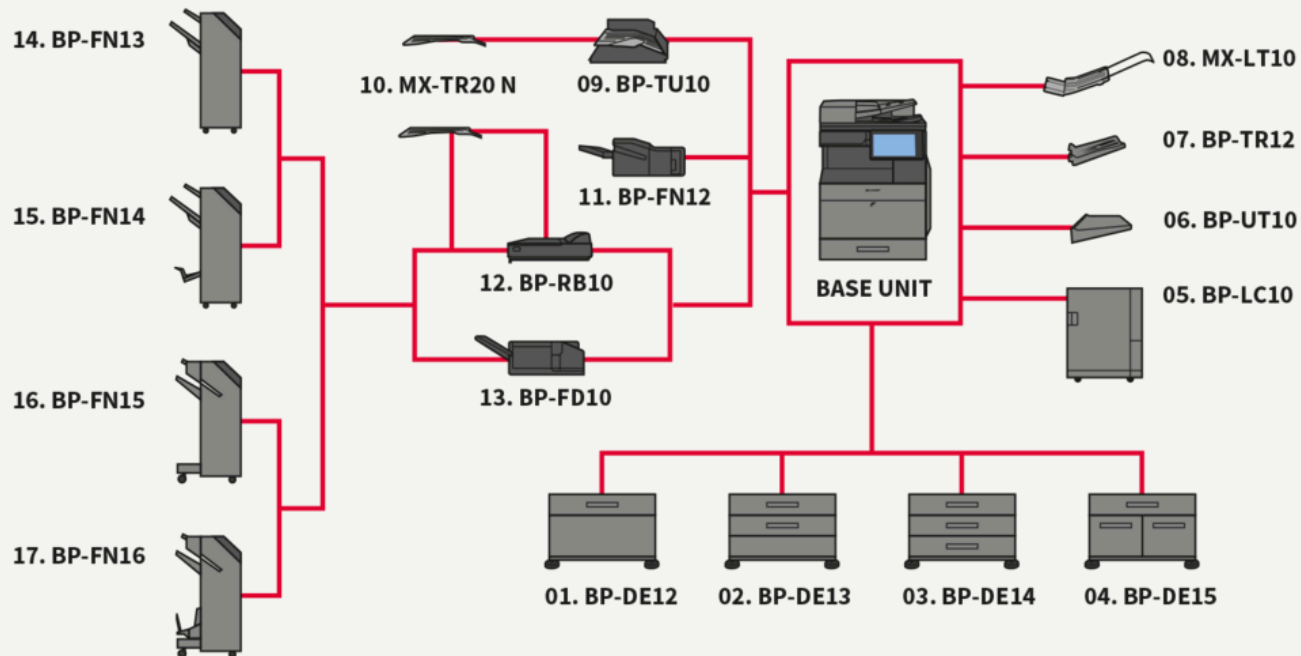 14. BP-FN13
10. MX-TR20 N
09. BP-TU10
08. MX-LT10
07. BP-TR12
15. BP-FN14
11. BP-FN12
06. BP-UT10
12. BP-RB10
BASE UNIT
05. BP-LC10
16. BP-FN15
13. BP-FD10
17. BP-FN16
01. BP-DE12
02. BP-DE13
03. BP-DE14
04. BP-DE15